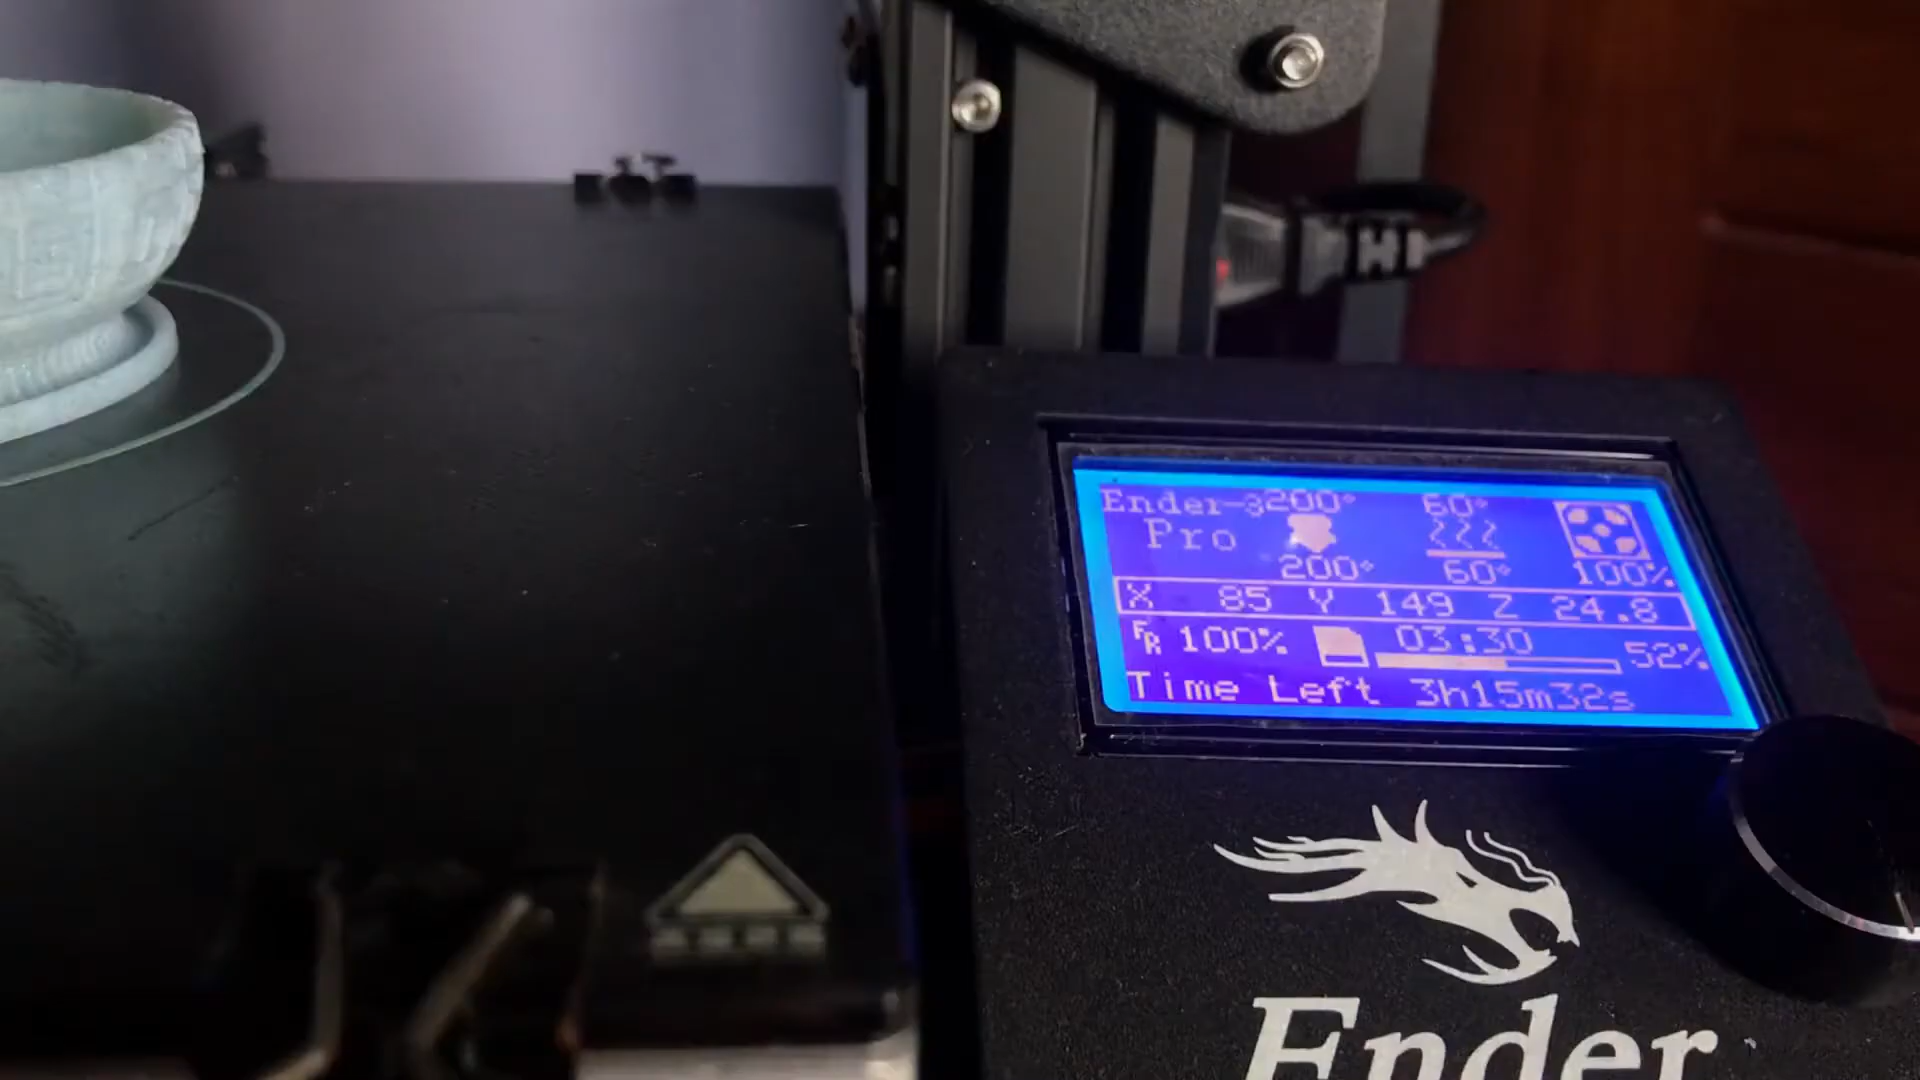 Ender-3 200° 60°
Pro
200° 60° 100%
X 85 Y 149 Z 24.8
FR 100% 03:30 52%
Time Left 3h15m32s
Ender